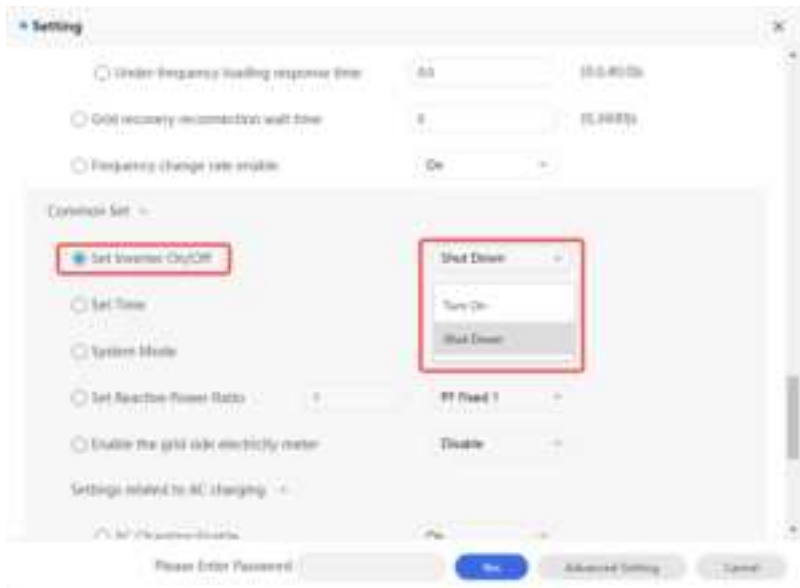 Setting
Under-frequency loading response time
Grid recovery reconnection wait time
Frequency change rate enable On
Common Set
Set Inverter On/Off Shut Down
Set Time Turn On
Shut Down
System Mode
Set Reactive Power Ratio PF Fixed 1
Enable the grid side electricity meter Disable
Settings related to AC charging
AC Charging Enable On
Please Enter Password Yes Advanced Setting Cancel